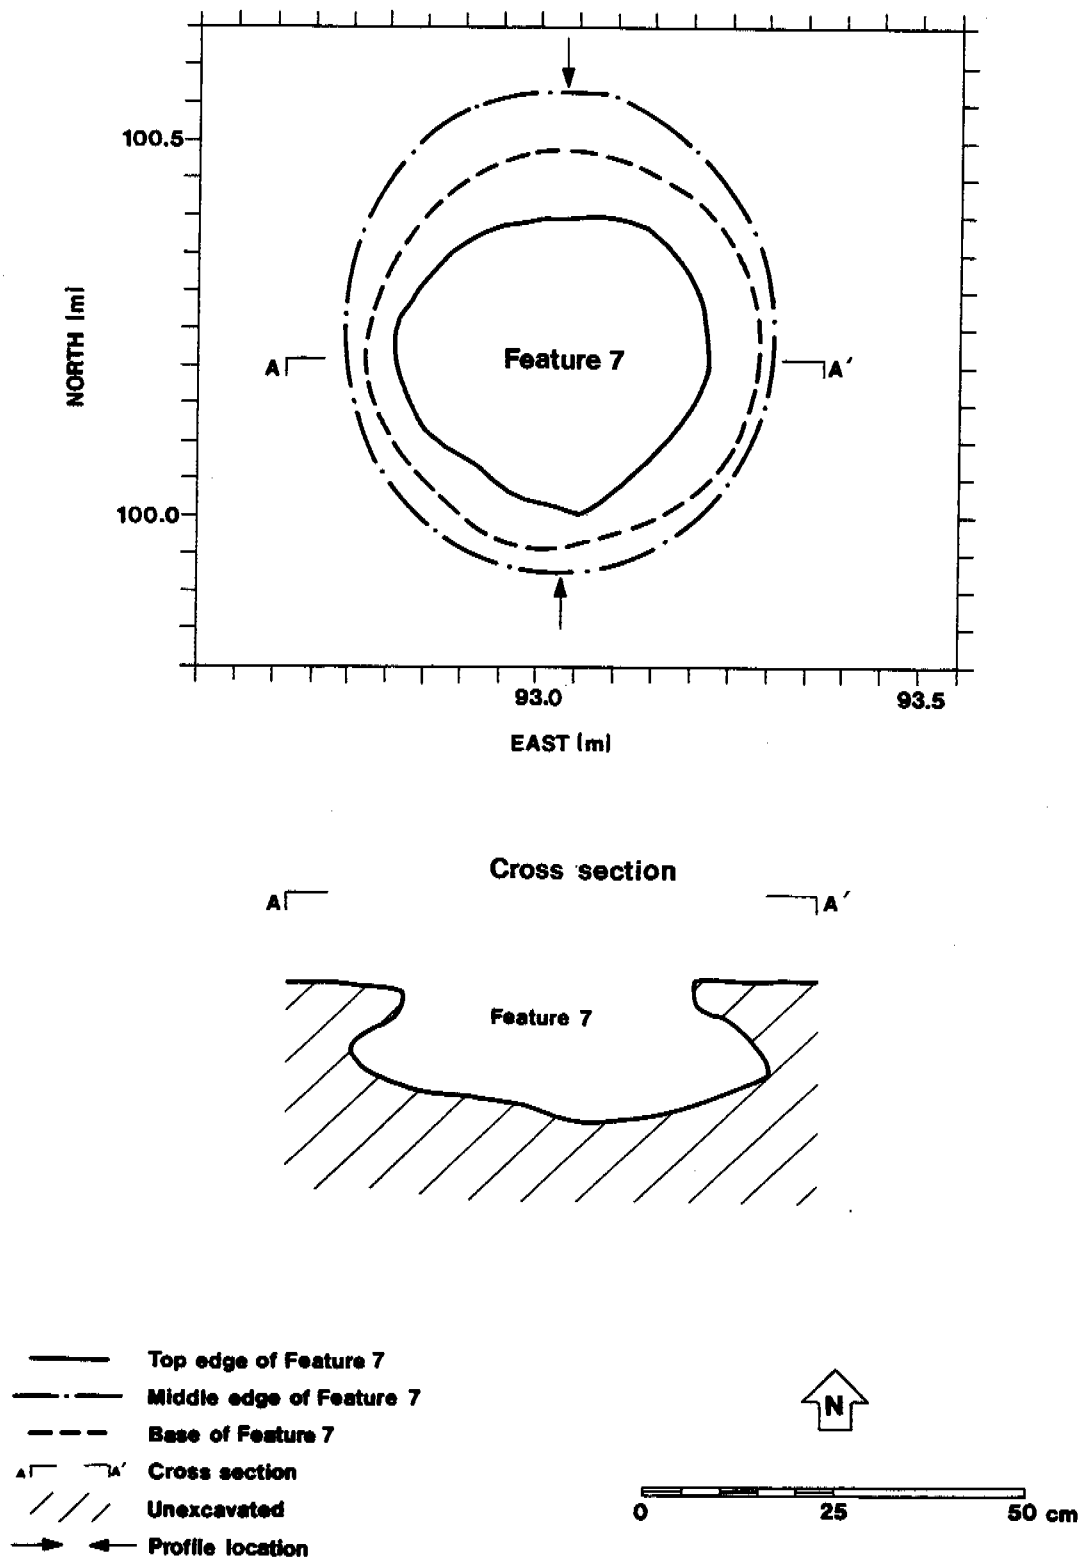 100.5
NORTH (m)
A
Feature 7
A′
100.0
93.0
93.5
EAST (m)
Cross section
A
A′
Feature 7
Top edge of Feature 7
Middle edge of Feature 7
Base of Feature 7
A A′ Cross section
Unexcavated
Profile location
N
0 25 50 cm